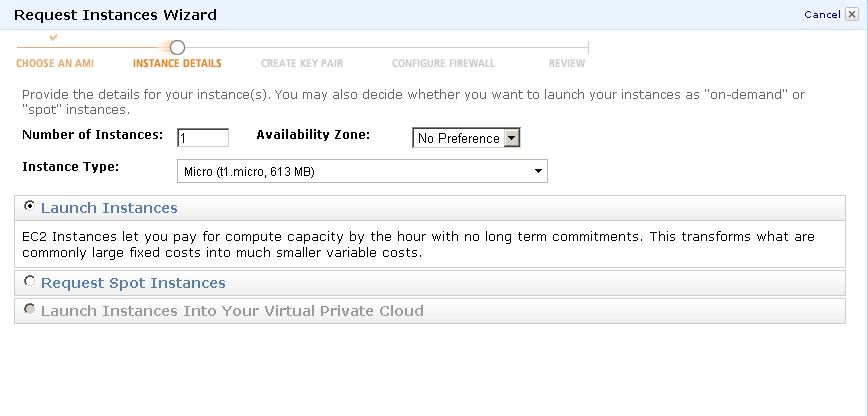 Request Instances Wizard
Cancel
CHOOSE AN AMI
INSTANCE DETAILS
CREATE KEY PAIR
CONFIGURE FIREWALL
REVIEW
Provide the details for your instance(s). You may also decide whether you want to launch your instances as "on-demand" or
"spot" instances.
Number of Instances: 1 Availability Zone: No Preference
Instance Type: Micro (t1.micro, 613 MB)
Launch Instances
EC2 Instances let you pay for compute capacity by the hour with no long term commitments. This transforms what are
commonly large fixed costs into much smaller variable costs.
Request Spot Instances
Launch Instances Into Your Virtual Private Cloud